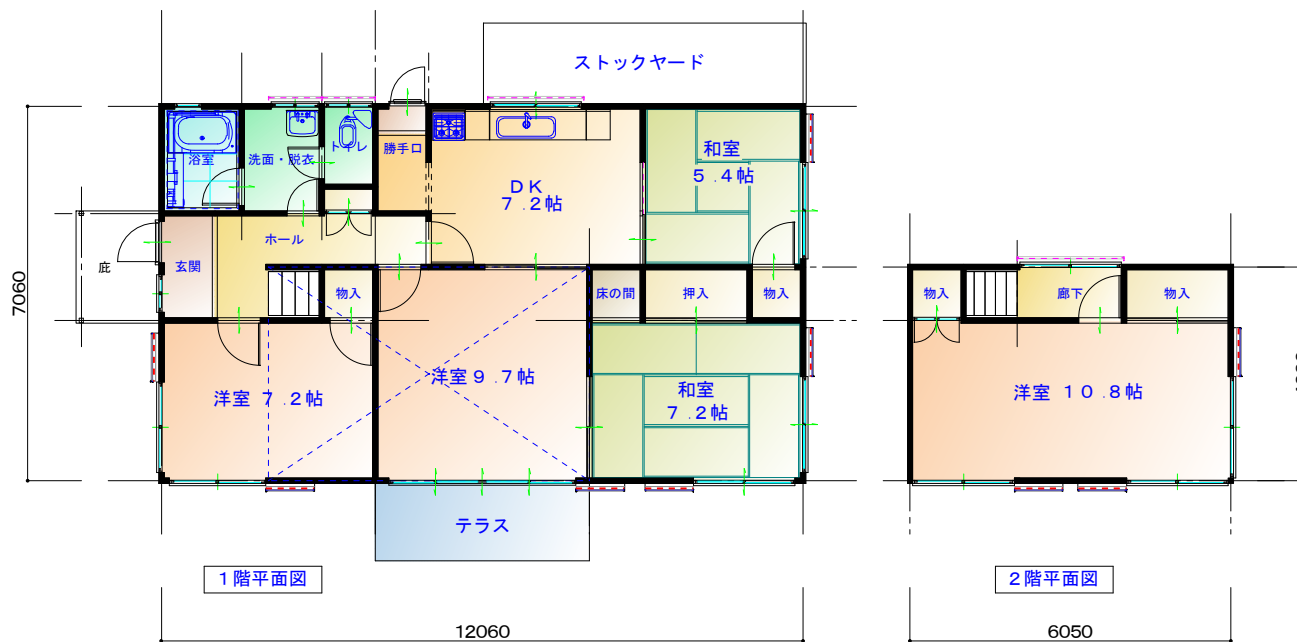 ストックヤード
浴室
洗面・脱衣
トイレ
勝手口
DK
7.2帖
和室
5.4帖
庇
玄関
ホール
物入
床の間
押入
物入
洋室 7.2帖
洋室9.7帖
和室
7.2帖
テラス
7060
1階平面図
12060
物入
廊下
物入
洋室 10.8帖
2階平面図
6050